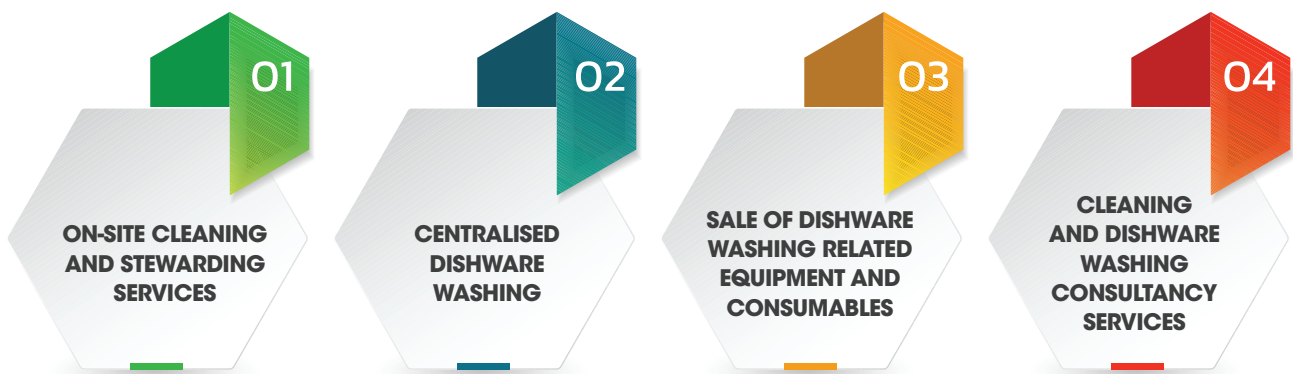 01
ON-SITE CLEANING
AND STEWARDING
SERVICES
02
CENTRALISED
DISHWARE
WASHING
03
SALE OF DISHWARE
WASHING RELATED
EQUIPMENT AND
CONSUMABLES
04
CLEANING
AND DISHWARE
WASHING
CONSULTANCY
SERVICES